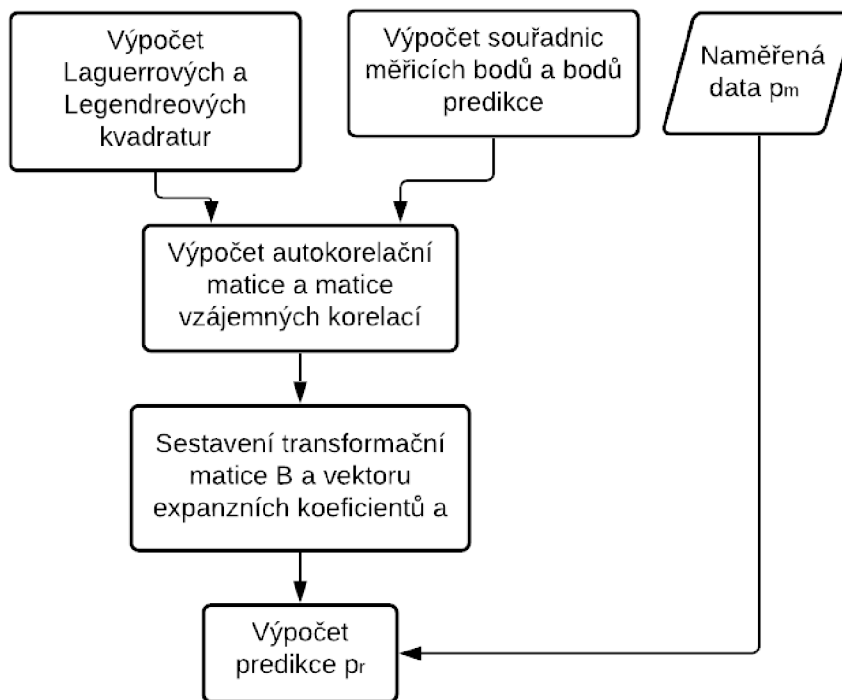 Výpočet
Laguerrových a
Legendreových
kvadratur
Výpočet souřadnic
měřicích bodů a bodů
predikce
Naměřená
data pm
Výpočet autokorelační
matice a matice
vzájemných korelací
Sestavení transformační
matice B a vektoru
expanzních koeficientů a
Výpočet
predikce pr